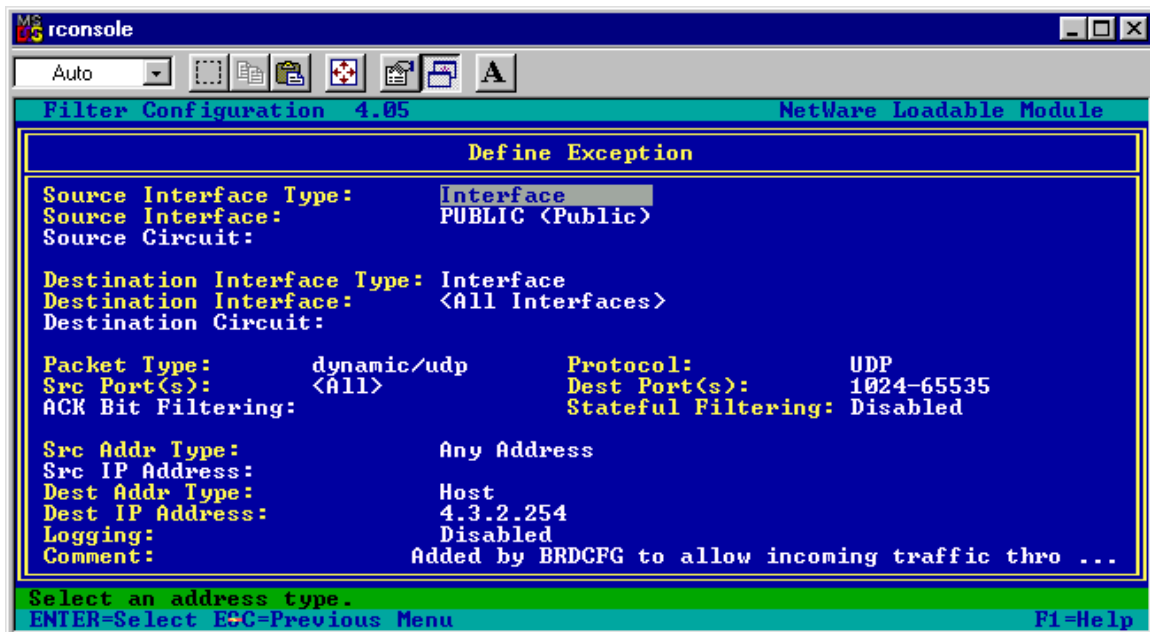 rconsole
Auto
A
Filter Configuration 4.05 NetWare Loadable Module
Define Exception
Source Interface Type: Interface
Source Interface: PUBLIC (Public)
Source Circuit:
Destination Interface Type: Interface
Destination Interface: <All Interfaces>
Destination Circuit:
Packet Type: dynamic/udp Protocol: UDP
Src Port(s): <All> Dest Port(s): 1024-65535
ACK Bit Filtering: Stateful Filtering: Disabled
Src Addr Type: Any Address
Src IP Address:
Dest Addr Type: Host
Dest IP Address: 4.3.2.254
Logging: Disabled
Comment: Added by BRDCFG to allow incoming traffic thro ...
Select an address type.
ENTER=Select ESC=Previous Menu F1=Help